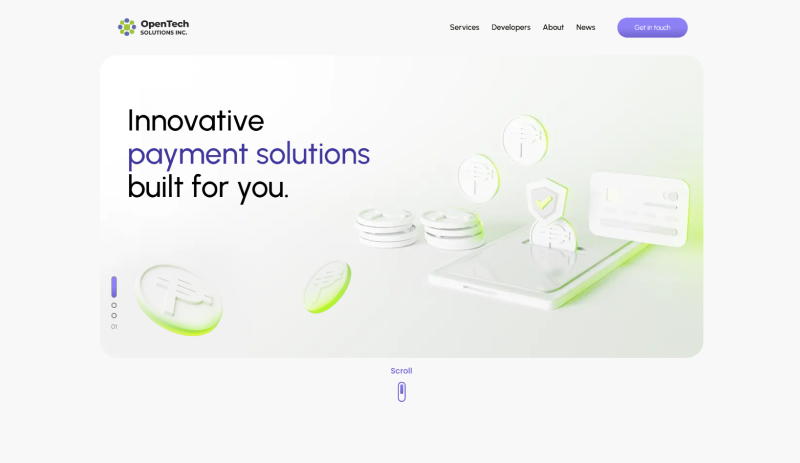 OpenTech
SOLUTIONS INC.
Services
Developers
About
News
Get in touch
Innovative
payment solutions
built for you.
01
Scroll